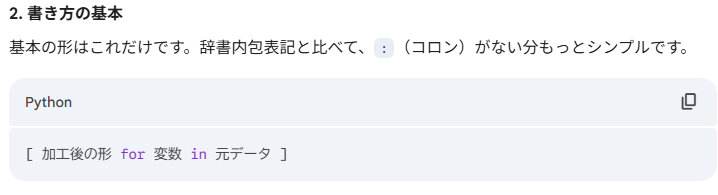 2. 書き方の基本
基本の形はこれだけです。辞書内包表記と比べて、 : （コロン）がない分もっとシンプルです。
Python
[ 加工後の形 for 変数 in 元データ ]